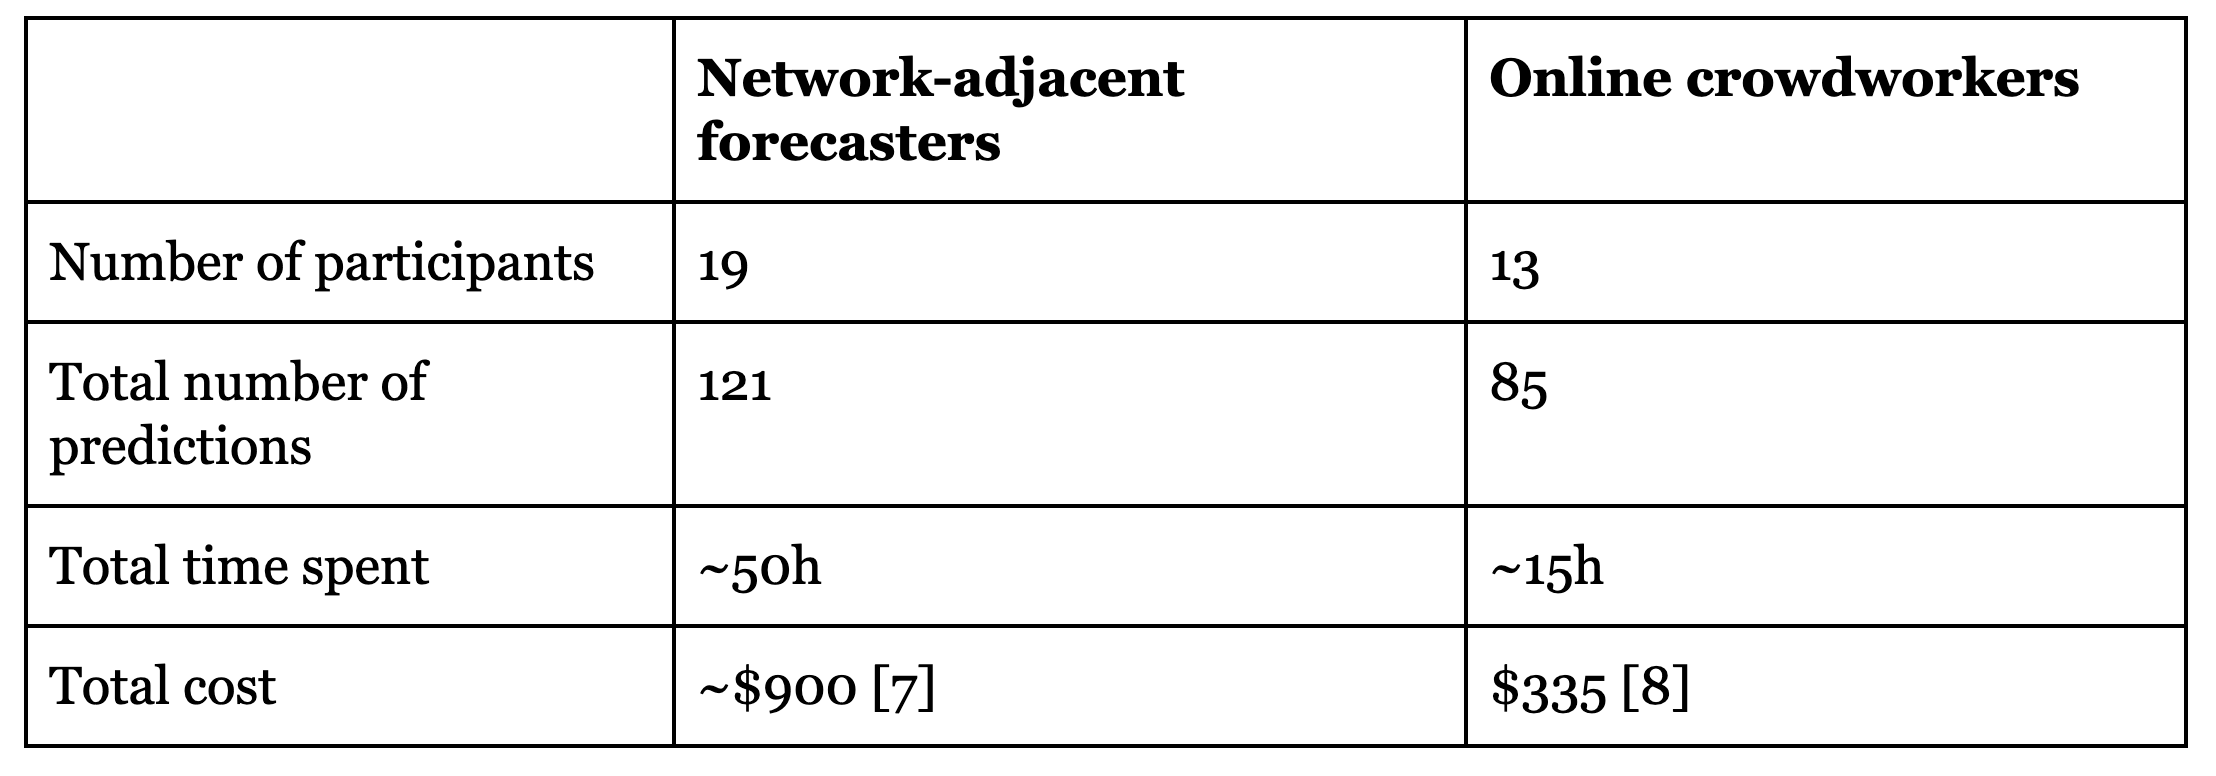 Network-adjacent
forecasters
Online crowdworkers
Number of participants
19
13
Total number of
predictions
121
85
Total time spent
~50h
~15h
Total cost
~$900 [7]
$335 [8]